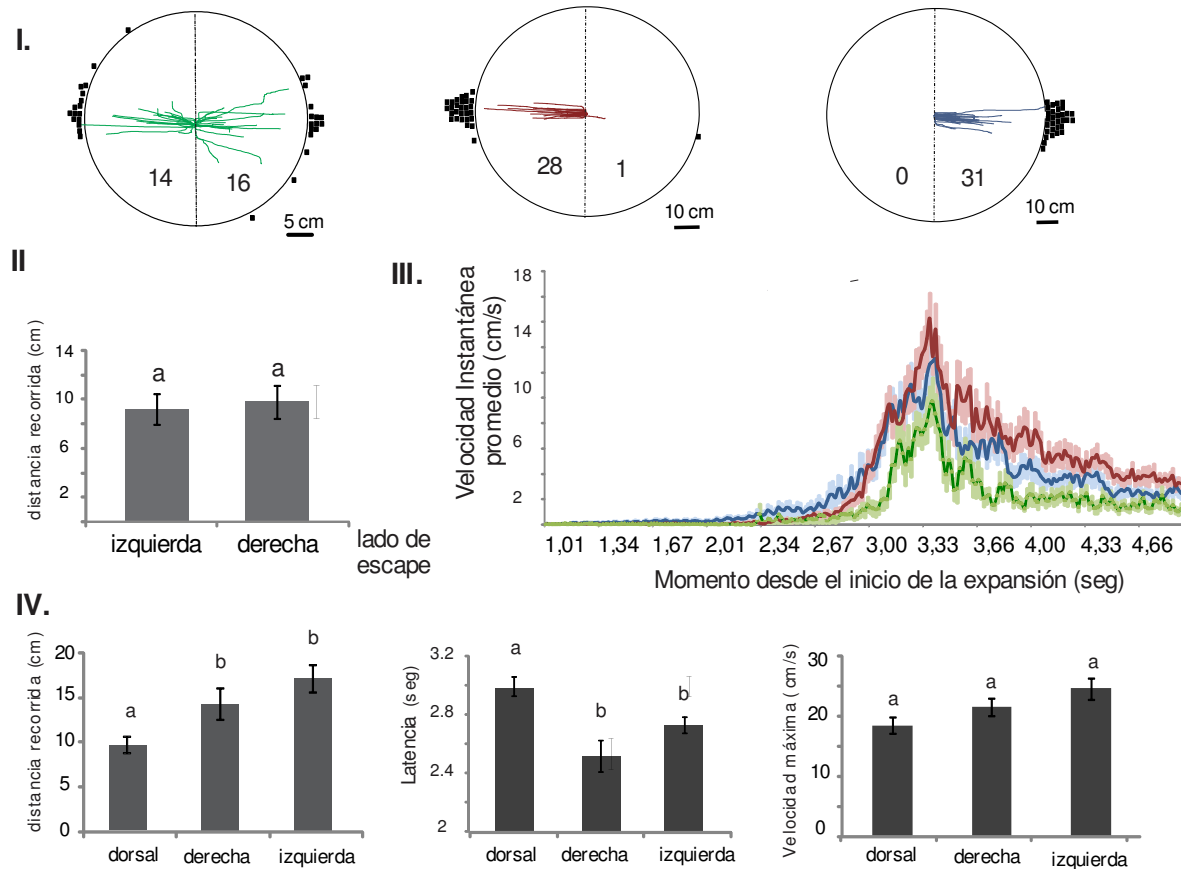 I.
14 16
5 cm
28 1
10 cm
0 31
10 cm
II
distancia recorrida (cm)
14
10
6
2
a a
izquierda derecha
lado de
escape
III.
Velocidad Instantánea
promedio (cm/s)
18
14
10
6
2
1,01 1,34 1,67 2,01 2,34 2,67 3,00 3,33 3,66 4,00 4,33 4,66
Momento desde el inicio de la expansión (seg)
IV.
distancia recorrida (cm)
20
15
10
5
0
a b b
dorsal derecha izquierda
Latencia (seg)
3.2
2.8
2.4
2
a b b
dorsal derecha izquierda
Velocidad máxima (cm/s)
30
20
10
0
a a a
dorsal derecha izquierda